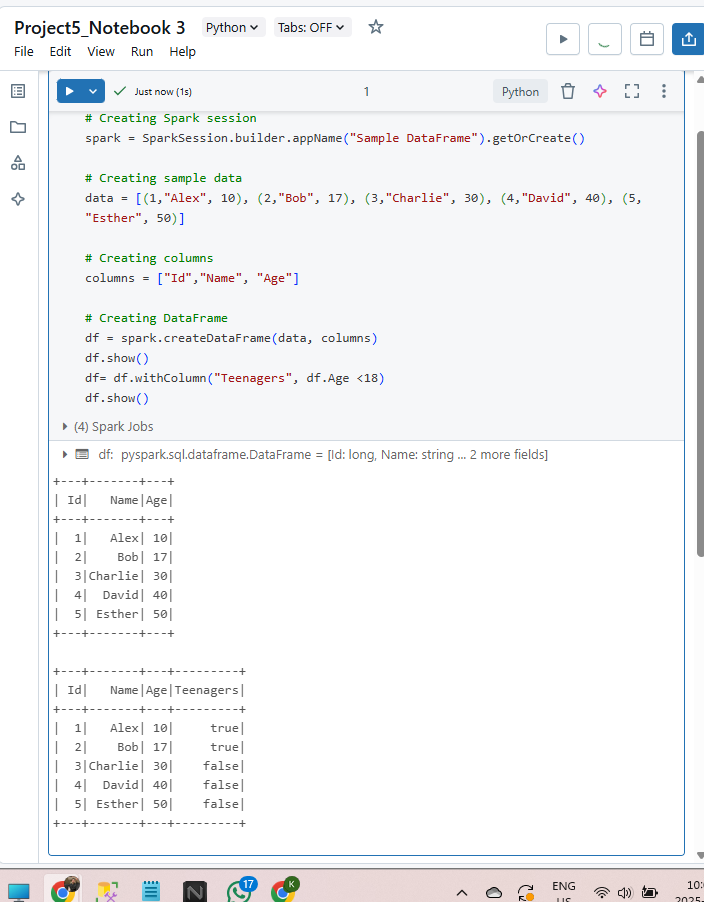 Project5_Notebook 3 Python Tabs: OFF
File Edit View Run Help
Just now (1s) 1 Python
# Creating Spark session
spark = SparkSession.builder.appName("Sample DataFrame").getOrCreate()
# Creating sample data
data = [(1,"Alex", 10), (2,"Bob", 17), (3,"Charlie", 30), (4,"David", 40), (5,
"Esther", 50)]
# Creating columns
columns = ["Id","Name", "Age"]
# Creating DataFrame
df = spark.createDataFrame(data, columns)
df.show()
df= df.withColumn("Teenagers", df.Age <18)
df.show()
(4) Spark Jobs
df: pyspark.sql.dataframe.DataFrame = [Id: long, Name: string ... 2 more fields]
+---+-------+---+
| Id|   Name|Age|
+---+-------+---+
|  1|   Alex| 10|
|  2|    Bob| 17|
|  3|Charlie| 30|
|  4|  David| 40|
|  5| Esther| 50|
+---+-------+---+
+---+-------+---+---------+
| Id|   Name|Age|Teenagers|
+---+-------+---+---------+
|  1|   Alex| 10|     true|
|  2|    Bob| 17|     true|
|  3|Charlie| 30|    false|
|  4|  David| 40|    false|
|  5| Esther| 50|    false|
+---+-------+---+---------+
N 17 K ENG 10:
US 2025-